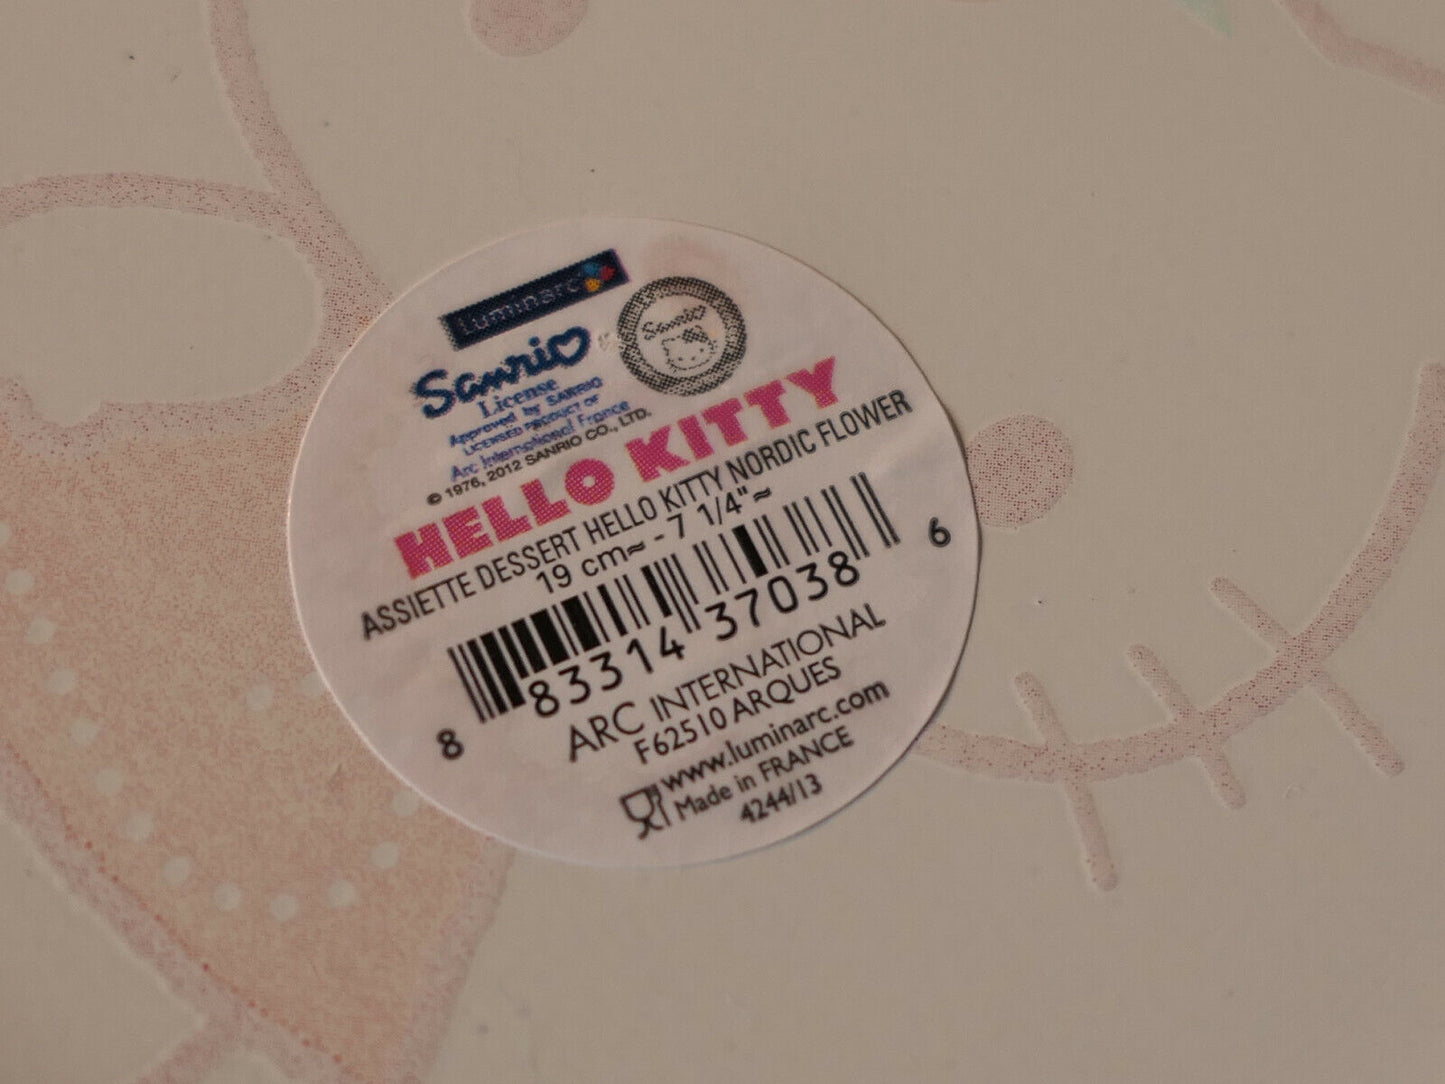 Luminarc
Sanrio
License
Approved by SANRIO
LICENSED PRODUCT OF
Arc International France
© 1976, 2012 SANRIO CO., LTD.
Sanrio
HELLO KITTY
ASSIETTE DESSERT HELLO KITTY NORDIC FLOWER
19 cm≈ - 7 1/4"≈
8 83314 37038 6
ARC INTERNATIONAL
F62510 ARQUES
www.luminarc.com
Made in FRANCE
4244/13